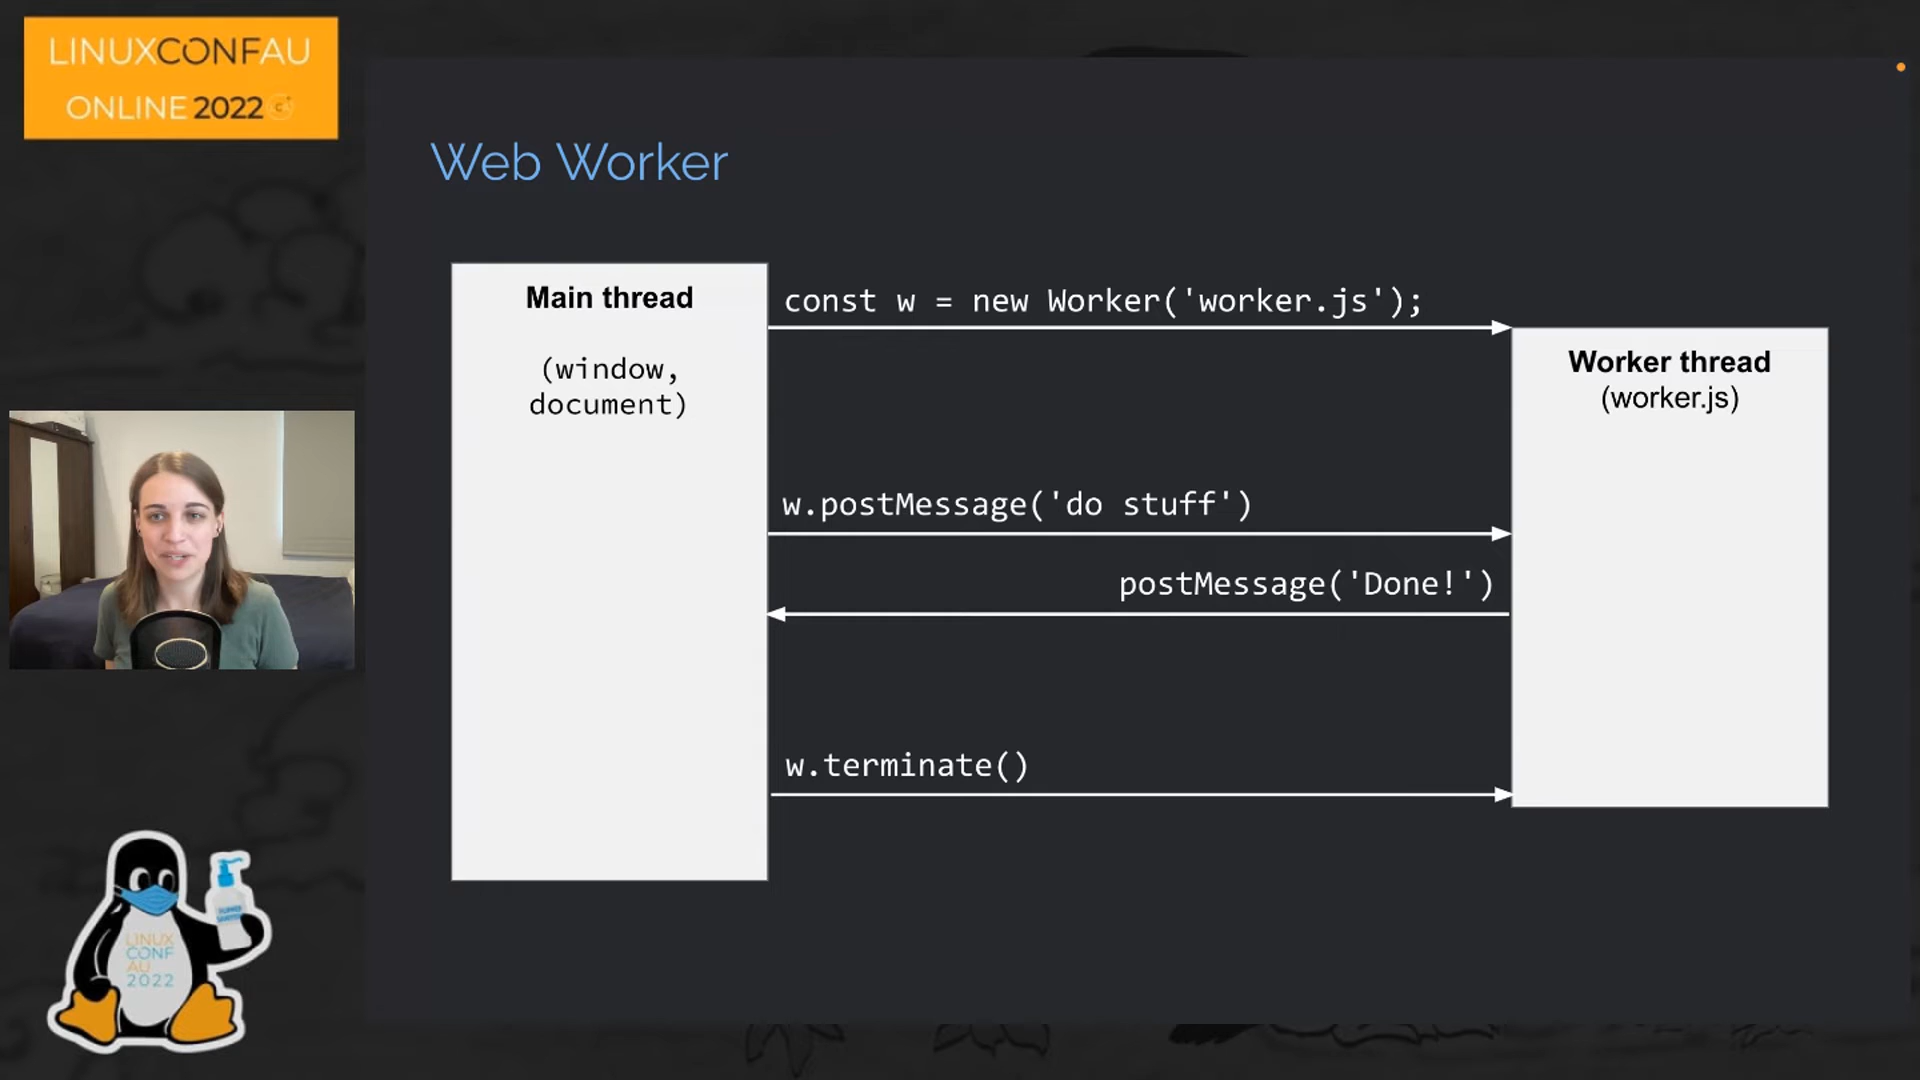 LINUXCONFAU
ONLINE 2022
Web Worker
Main thread
(window,
document)
const w = new Worker('worker.js');
Worker thread
(worker.js)
w.postMessage('do stuff')
postMessage('Done!')
w.terminate()
LINUX
CONF
AU
2022